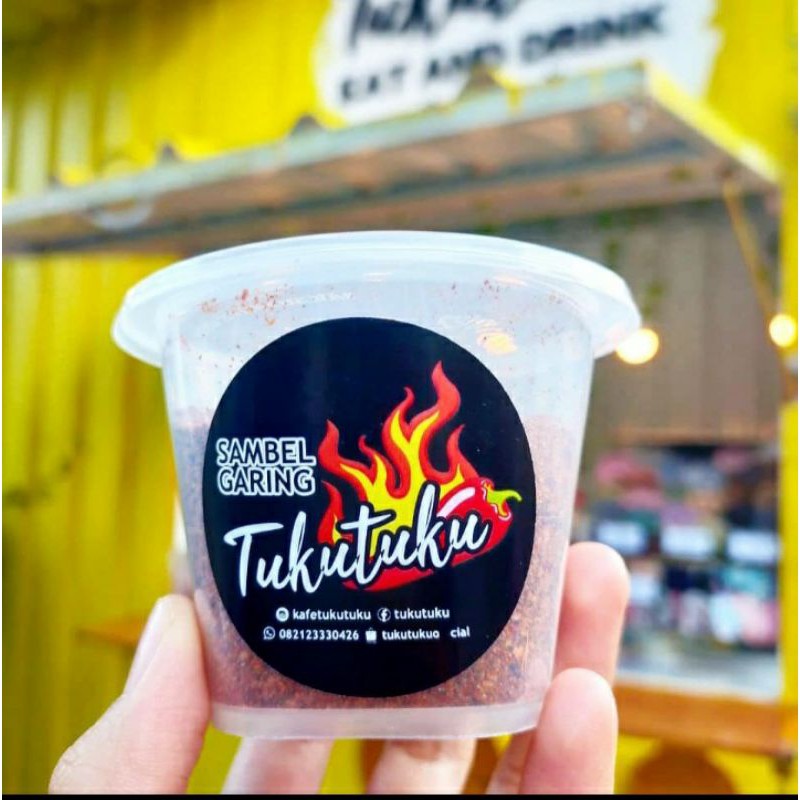 EAT AND DRINK
SAMBEL
GARING
Tukutuku
kafetukutuku tukutuku
082123330426 tukutukuo cial